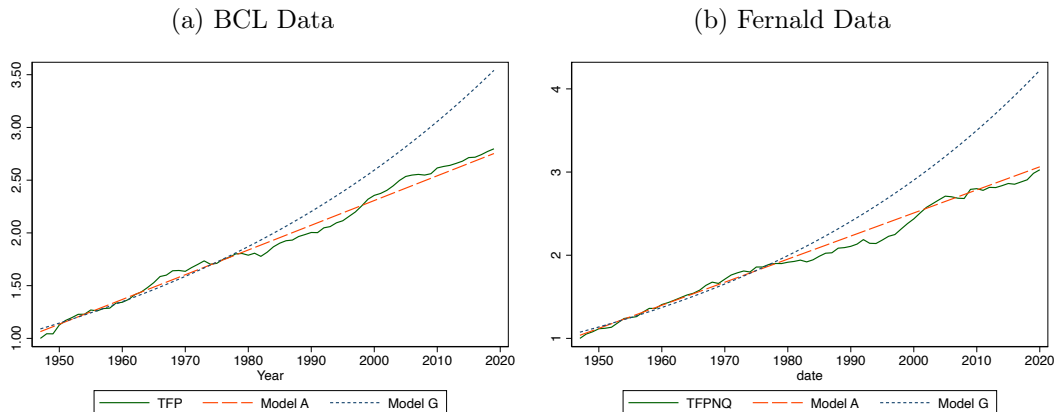 (a) BCL Data
3.50
3.00
2.50
2.00
1.50
1.00
1950 1960 1970 1980 1990 2000 2010 2020
Year
TFP Model A Model G
(b) Fernald Data
4
3
2
1
1950 1960 1970 1980 1990 2000 2010 2020
date
TFPNQ Model A Model G